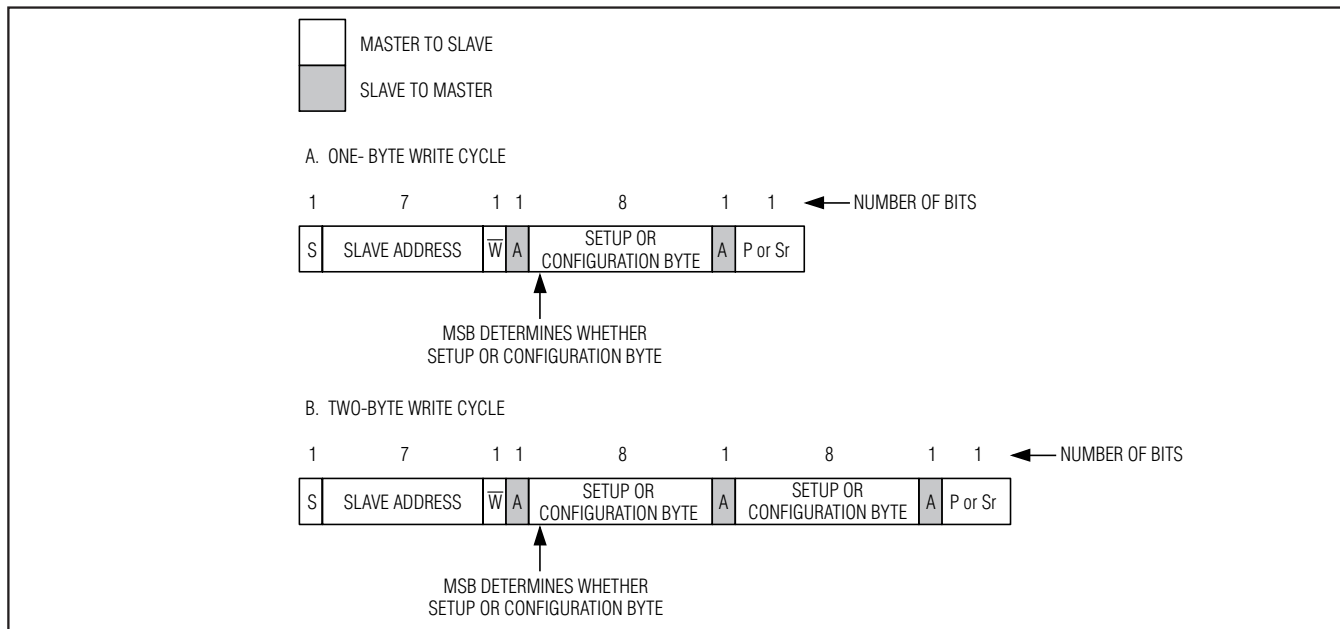 MASTER TO SLAVE
SLAVE TO MASTER
A. ONE- BYTE WRITE CYCLE
1 7 1 1 8 1 1 NUMBER OF BITS
S SLAVE ADDRESS W̅ A SETUP OR CONFIGURATION BYTE A P or Sr
MSB DETERMINES WHETHER
SETUP OR CONFIGURATION BYTE
B. TWO-BYTE WRITE CYCLE
1 7 1 1 8 1 8 1 1 NUMBER OF BITS
S SLAVE ADDRESS W̅ A SETUP OR CONFIGURATION BYTE A SETUP OR CONFIGURATION BYTE A P or Sr
MSB DETERMINES WHETHER
SETUP OR CONFIGURATION BYTE